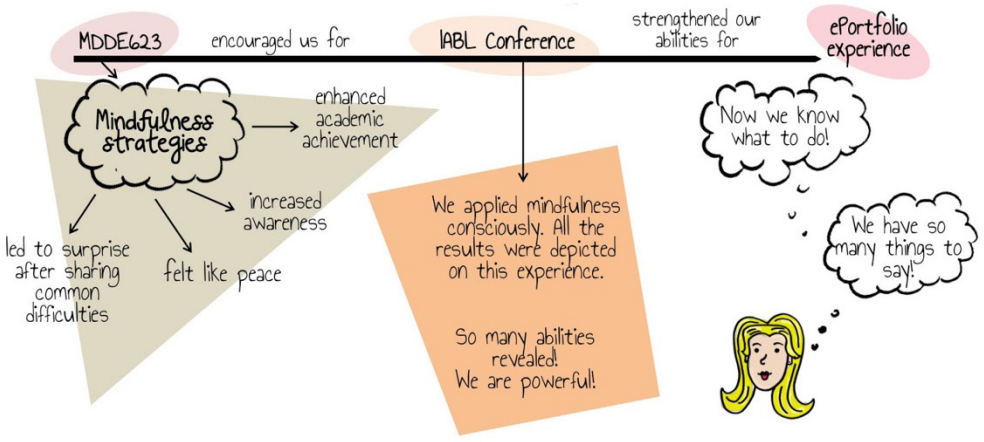 MDDE623
encouraged us for
IABL Conference
strengthened our
abilities for
ePortfolio
experience
Mindfulness
strategies
enhanced
academic
achievement
increased
awareness
felt like peace
led to surprise
after sharing
common
difficulties
We applied mindfulness
consciously. All the
results were depicted
on this experience.
So many abilities
revealed!
We are powerful!
Now we know
what to do!
We have so
many things to
say!